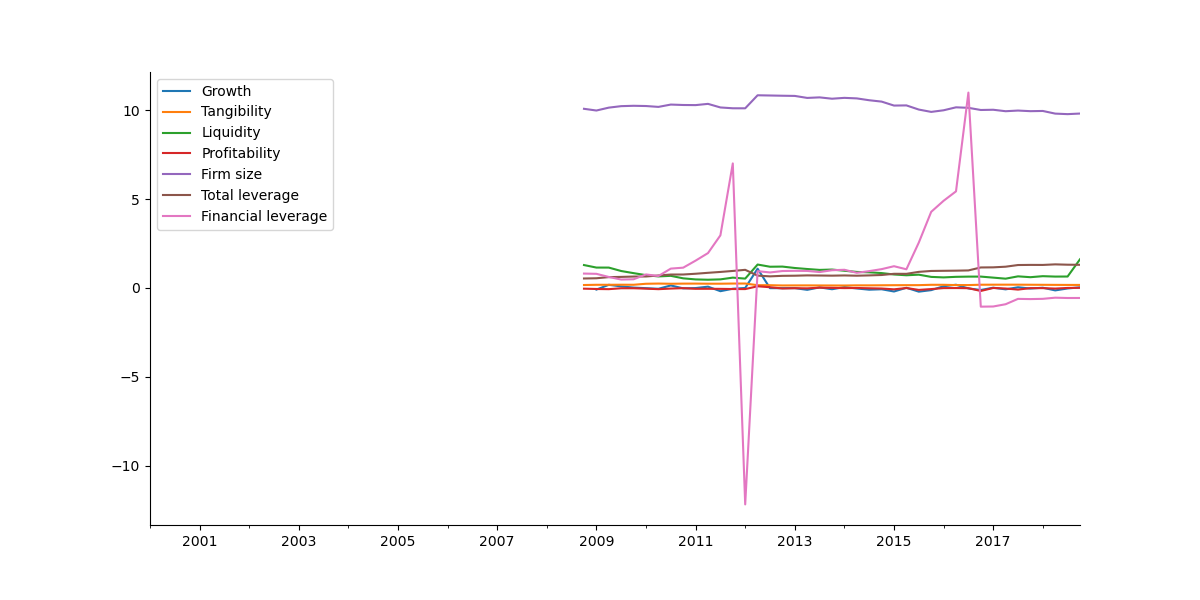 10
5
0
−5
−10
Growth
Tangibility
Liquidity
Profitability
Firm size
Total leverage
Financial leverage
2001 2003 2005 2007 2009 2011 2013 2015 2017